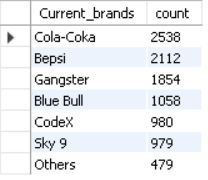 Current_brands count
Cola-Coka 2538
Bepsi 2112
Gangster 1854
Blue Bull 1058
CodeX 980
Sky 9 979
Others 479